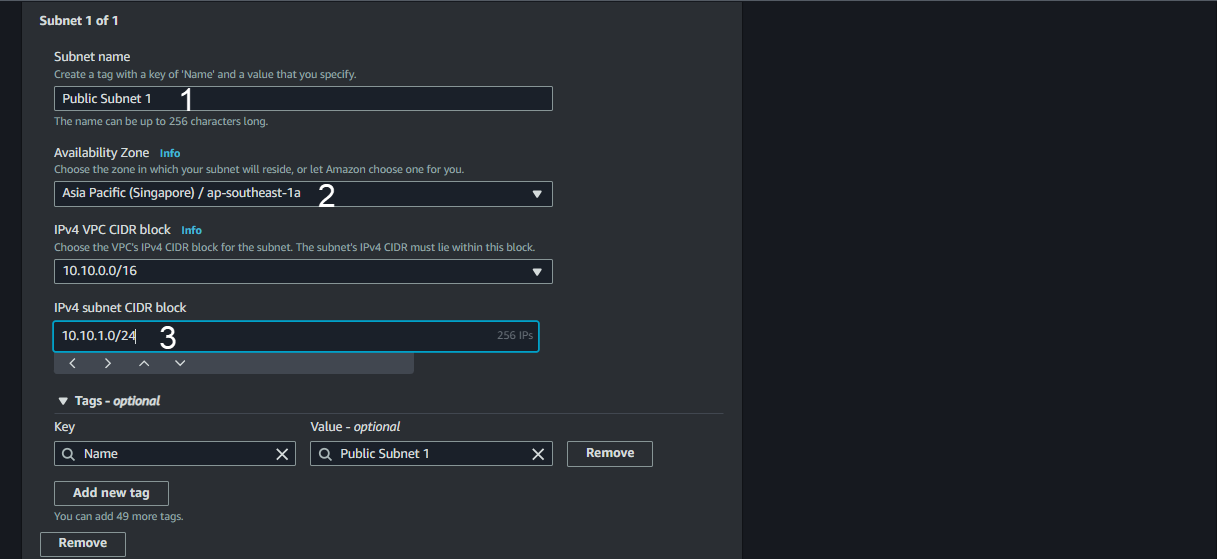 Subnet 1 of 1
Subnet name
Create a tag with a key of 'Name' and a value that you specify.
Public Subnet 1 1
The name can be up to 256 characters long.
Availability Zone Info
Choose the zone in which your subnet will reside, or let Amazon choose one for you.
Asia Pacific (Singapore) / ap-southeast-1a 2
IPv4 VPC CIDR block Info
Choose the VPC's IPv4 CIDR block for the subnet. The subnet's IPv4 CIDR must lie within this block.
10.10.0.0/16
IPv4 subnet CIDR block
10.10.1.0/24 3 256 IPs
Tags - optional
Key Value - optional
Name Public Subnet 1 Remove
Add new tag
You can add 49 more tags.
Remove